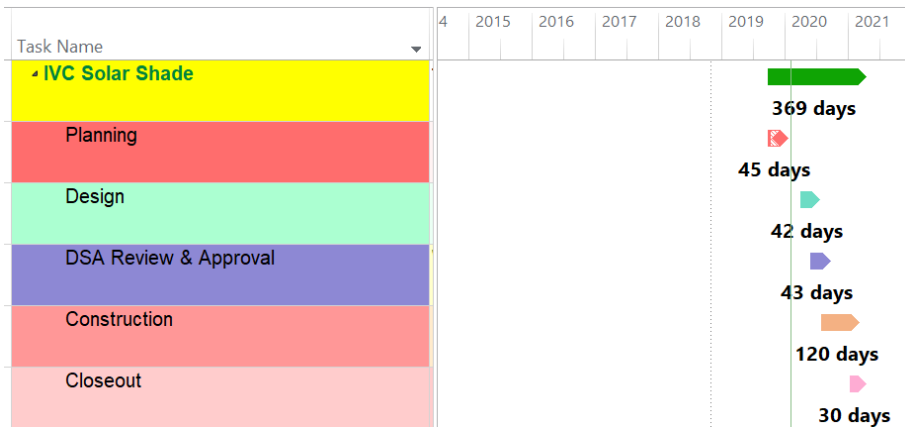 4 2015 2016 2017 2018 2019 2020 2021
Task Name
IVC Solar Shade
369 days
Planning
45 days
Design
42 days
DSA Review & Approval
43 days
Construction
120 days
Closeout
30 days